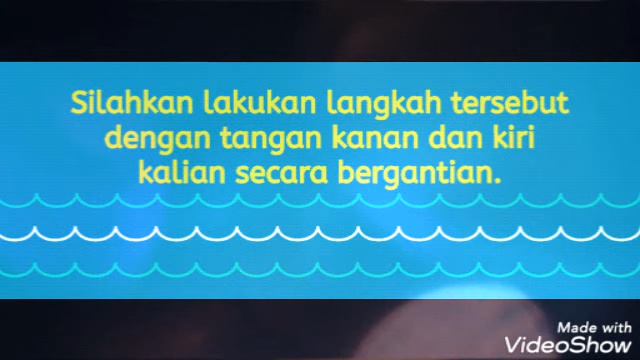 Silahkan lakukan langkah tersebut
dengan tangan kanan dan kiri
kalian secara bergantian.
Made with
VideoShow